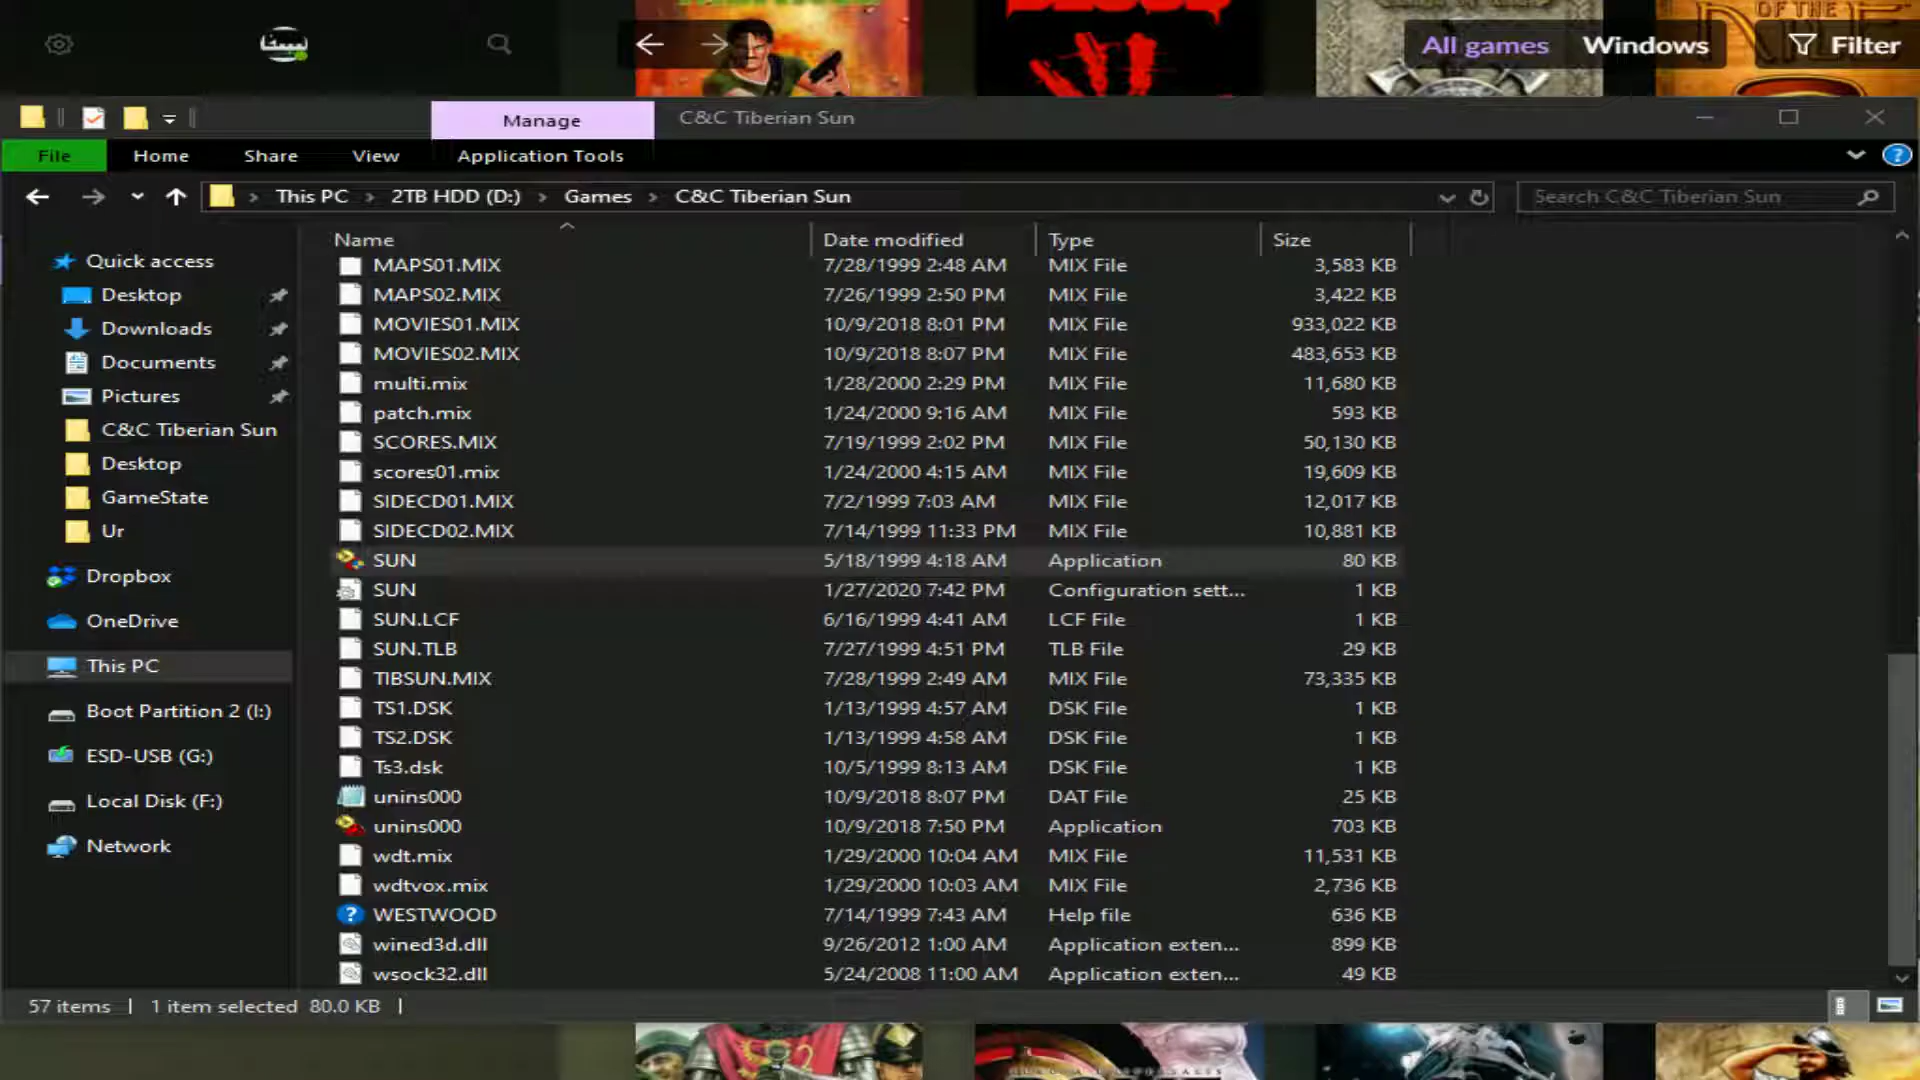 OF THE
All games Windows Filter
Manage C&C Tiberian Sun
File Home Share View Application Tools
This PC > 2TB HDD (D:) > Games > C&C Tiberian Sun
Search C&C Tiberian Sun
Name Date modified Type Size
Quick access
Desktop
Downloads
Documents
Pictures
C&C Tiberian Sun
Desktop
GameState
Ur
Dropbox
OneDrive
This PC
Boot Partition 2 (I:)
ESD-USB (G:)
Local Disk (F:)
Network
MAPS01.MIX 7/28/1999 2:48 AM MIX File 3,583 KB
MAPS02.MIX 7/26/1999 2:50 PM MIX File 3,422 KB
MOVIES01.MIX 10/9/2018 8:01 PM MIX File 933,022 KB
MOVIES02.MIX 10/9/2018 8:07 PM MIX File 483,653 KB
multi.mix 1/28/2000 2:29 PM MIX File 11,680 KB
patch.mix 1/24/2000 9:16 AM MIX File 593 KB
SCORES.MIX 7/19/1999 2:02 PM MIX File 50,130 KB
scores01.mix 1/24/2000 4:15 AM MIX File 19,609 KB
SIDECD01.MIX 7/2/1999 7:03 AM MIX File 12,017 KB
SIDECD02.MIX 7/14/1999 11:33 PM MIX File 10,881 KB
SUN 5/18/1999 4:18 AM Application 80 KB
SUN 1/27/2020 7:42 PM Configuration sett... 1 KB
SUN.LCF 6/16/1999 4:41 AM LCF File 1 KB
SUN.TLB 7/27/1999 4:51 PM TLB File 29 KB
TIBSUN.MIX 7/28/1999 2:49 AM MIX File 73,335 KB
TS1.DSK 1/13/1999 4:57 AM DSK File 1 KB
TS2.DSK 1/13/1999 4:58 AM DSK File 1 KB
Ts3.dsk 10/5/1999 8:13 AM DSK File 1 KB
unins000 10/9/2018 8:07 PM DAT File 25 KB
unins000 10/9/2018 7:50 PM Application 703 KB
wdt.mix 1/29/2000 10:04 AM MIX File 11,531 KB
wdtvox.mix 1/29/2000 10:03 AM MIX File 2,736 KB
WESTWOOD 7/14/1999 7:43 AM Help file 636 KB
wined3d.dll 9/26/2012 1:00 AM Application exten... 899 KB
wsock32.dll 5/24/2008 11:00 AM Application exten... 49 KB
57 items 1 item selected 80.0 KB